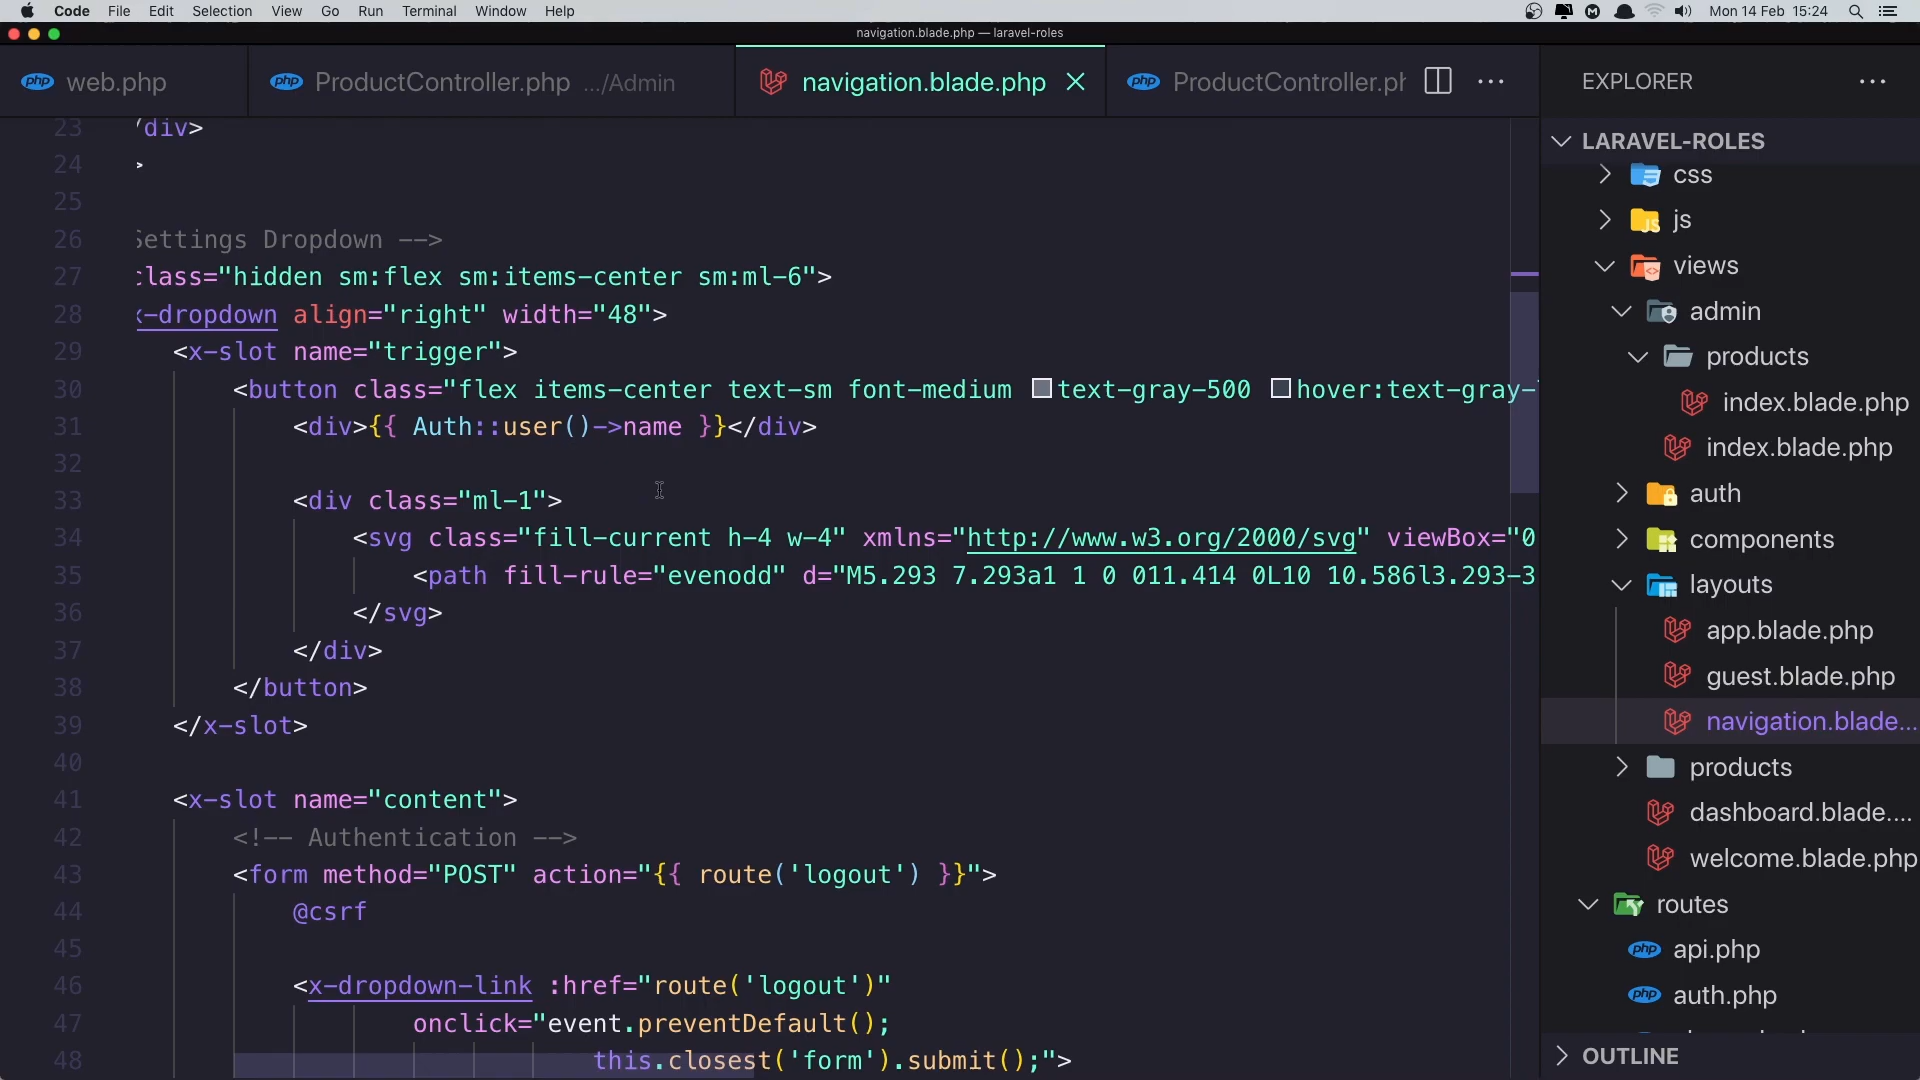 Code File Edit Selection View Go Run Terminal Window Help Mon 14 Feb 15:24
navigation.blade.php — laravel-roles
php web.php php ProductController.php .../Admin navigation.blade.php php ProductController.ph
EXPLORER
LARAVEL-ROLES
css
JS js
views
admin
products
index.blade.php
index.blade.php
auth
components
layouts
app.blade.php
guest.blade.php
navigation.blade...
products
dashboard.blade....
welcome.blade.php
routes
php api.php
php auth.php
OUTLINE
23 /div>
24 >
25
26 Settings Dropdown -->
27 class="hidden sm:flex sm:items-center sm:ml-6">
28 x-dropdown align="right" width="48">
29 <x-slot name="trigger">
30 <button class="flex items-center text-sm font-medium text-gray-500 hover:text-gray-
31 <div>{{ Auth::user()->name }}</div>
32
33 <div class="ml-1">
34 <svg class="fill-current h-4 w-4" xmlns="http://www.w3.org/2000/svg" viewBox="0
35 <path fill-rule="evenodd" d="M5.293 7.293a1 1 0 011.414 0L10 10.586l3.293-3
36 </svg>
37 </div>
38 </button>
39 </x-slot>
40
41 <x-slot name="content">
42 <!-- Authentication -->
43 <form method="POST" action="{{ route('logout') }}">
44 @csrf
45
46 <x-dropdown-link :href="route('logout')"
47 onclick="event.preventDefault();
48 this.closest('form').submit();">